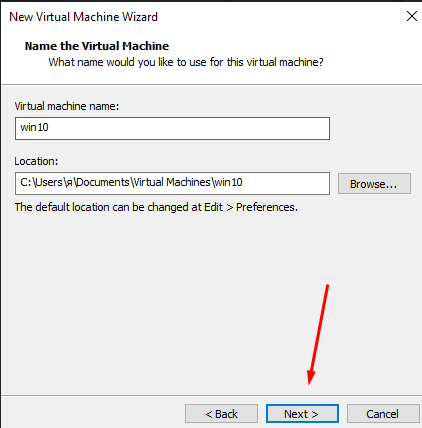 New Virtual Machine Wizard
Name the Virtual Machine
What name would you like to use for this virtual machine?
Virtual machine name:
win10
Location:
C:\Users\я\Documents\Virtual Machines\win10
Browse...
The default location can be changed at Edit > Preferences.
< Back
Next >
Cancel